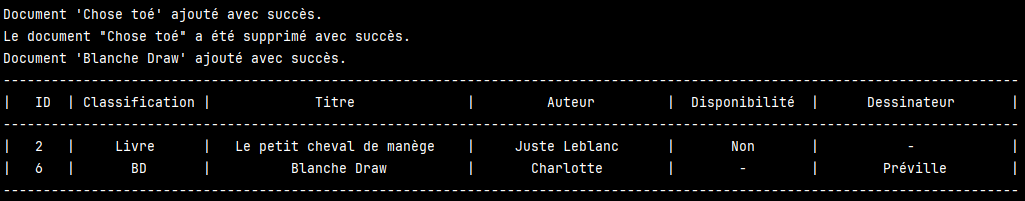 Document 'Chose toé' ajouté avec succès.
Le document "Chose toé" a été supprimé avec succès.
Document 'Blanche Draw' ajouté avec succès.
-------------------------------------------------------------------------------------------------------------------------------
|   ID  | Classification |             Titre              |         Auteur         |  Disponibilité  |      Dessinateur       |
-------------------------------------------------------------------------------------------------------------------------------
|   2   |     Livre      |   Le petit cheval de manège    |     Juste Leblanc      |       Non       |           -            |
|   6   |       BD       |          Blanche Draw          |       Charlotte        |        -        |        Préville        |
-------------------------------------------------------------------------------------------------------------------------------